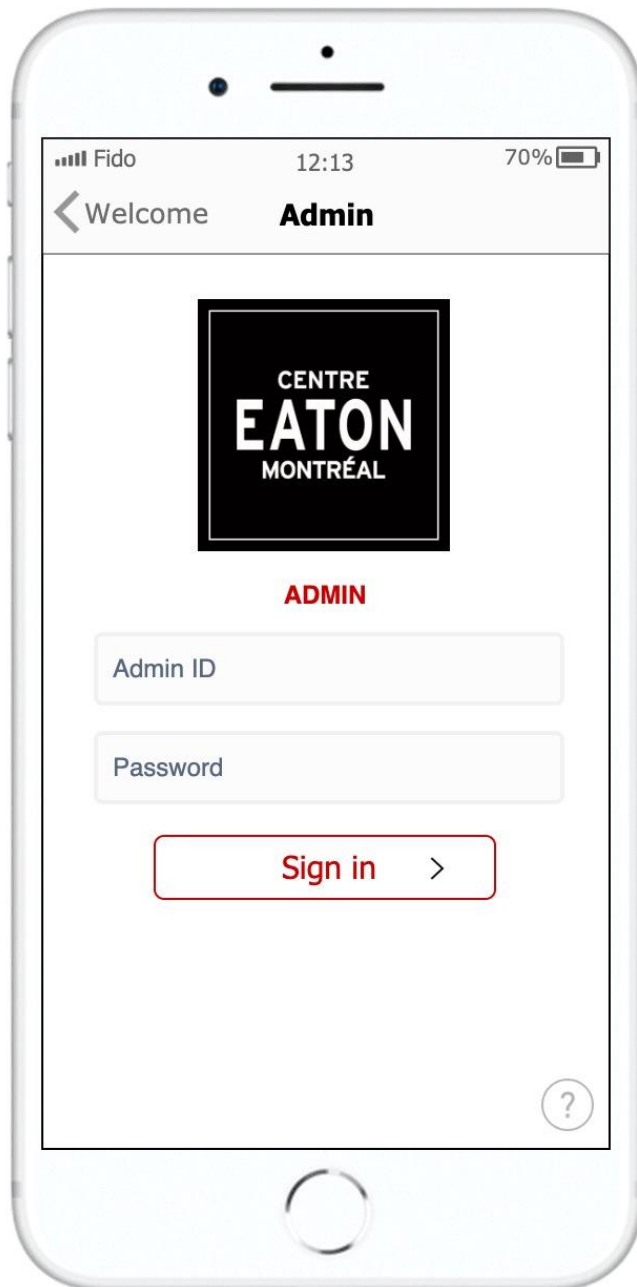 Fido 12:13 70%
Welcome Admin
CENTRE
EATON
MONTRÉAL
ADMIN
Admin ID
Password
Sign in >
?